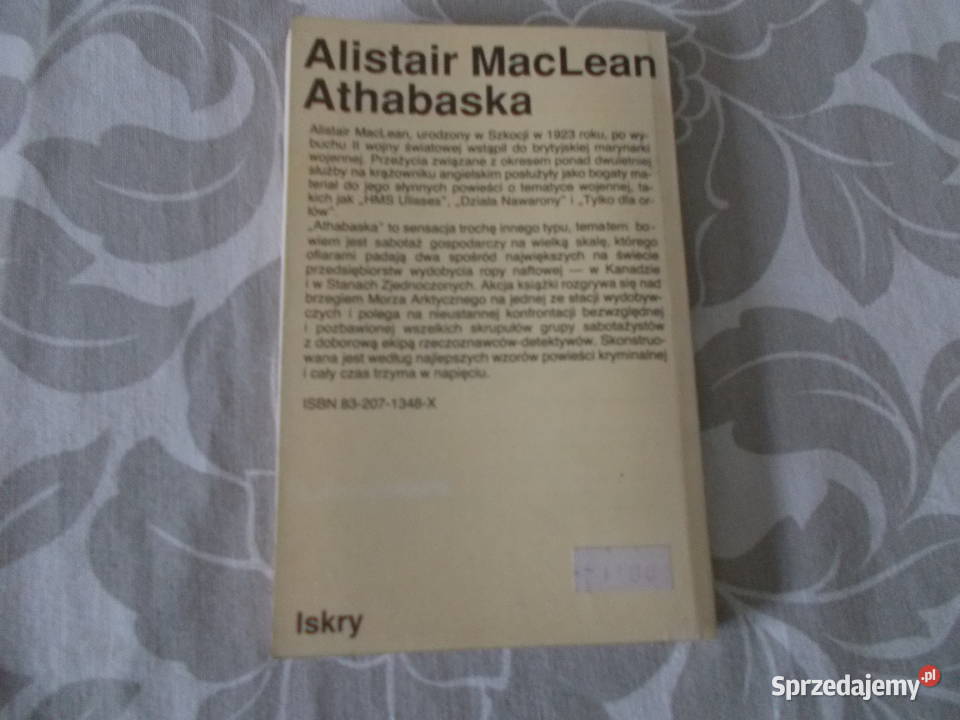 Alistair MacLean
Athabaska
Alistair MacLean, urodzony w Szkocji w 1923 roku, po wy-
buchu II wojny światowej wstąpił do brytyjskiej marynarki
wojennej. Przeżycia związane z okresem ponad dwuletniej
służby na krążowniku angielskim posłużyły jako bogaty ma-
teriał do jego słynnych powieści o tematyce wojennej, ta-
kich jak „HMS Ulisses", „Działa Nawarony" i „Tylko dla or-
łów".
„Athabaska" to sensacja trochę innego typu, tematem bo-
wiem jest sabotaż gospodarczy na wielką skalę, którego
ofiarami padają dwa spośród największych na świecie
przedsiębiorstw wydobycia ropy naftowej — w Kanadzie
i w Stanach Zjednoczonych. Akcja książki rozgrywa się nad
brzegiem Morza Arktycznego na jednej ze stacji wydobyw-
czych i polega na nieustannej konfrontacji bezwzględnej
i pozbawionej wszelkich skrupułów grupy sabotażystów
z doborową ekipą rzeczoznawców-detektywów. Skonstruo-
wana jest według najlepszych wzorów powieści kryminalnej
i cały czas trzyma w napięciu.
ISBN 83-207-1348-X
Iskry
Sprzedajemy.pl